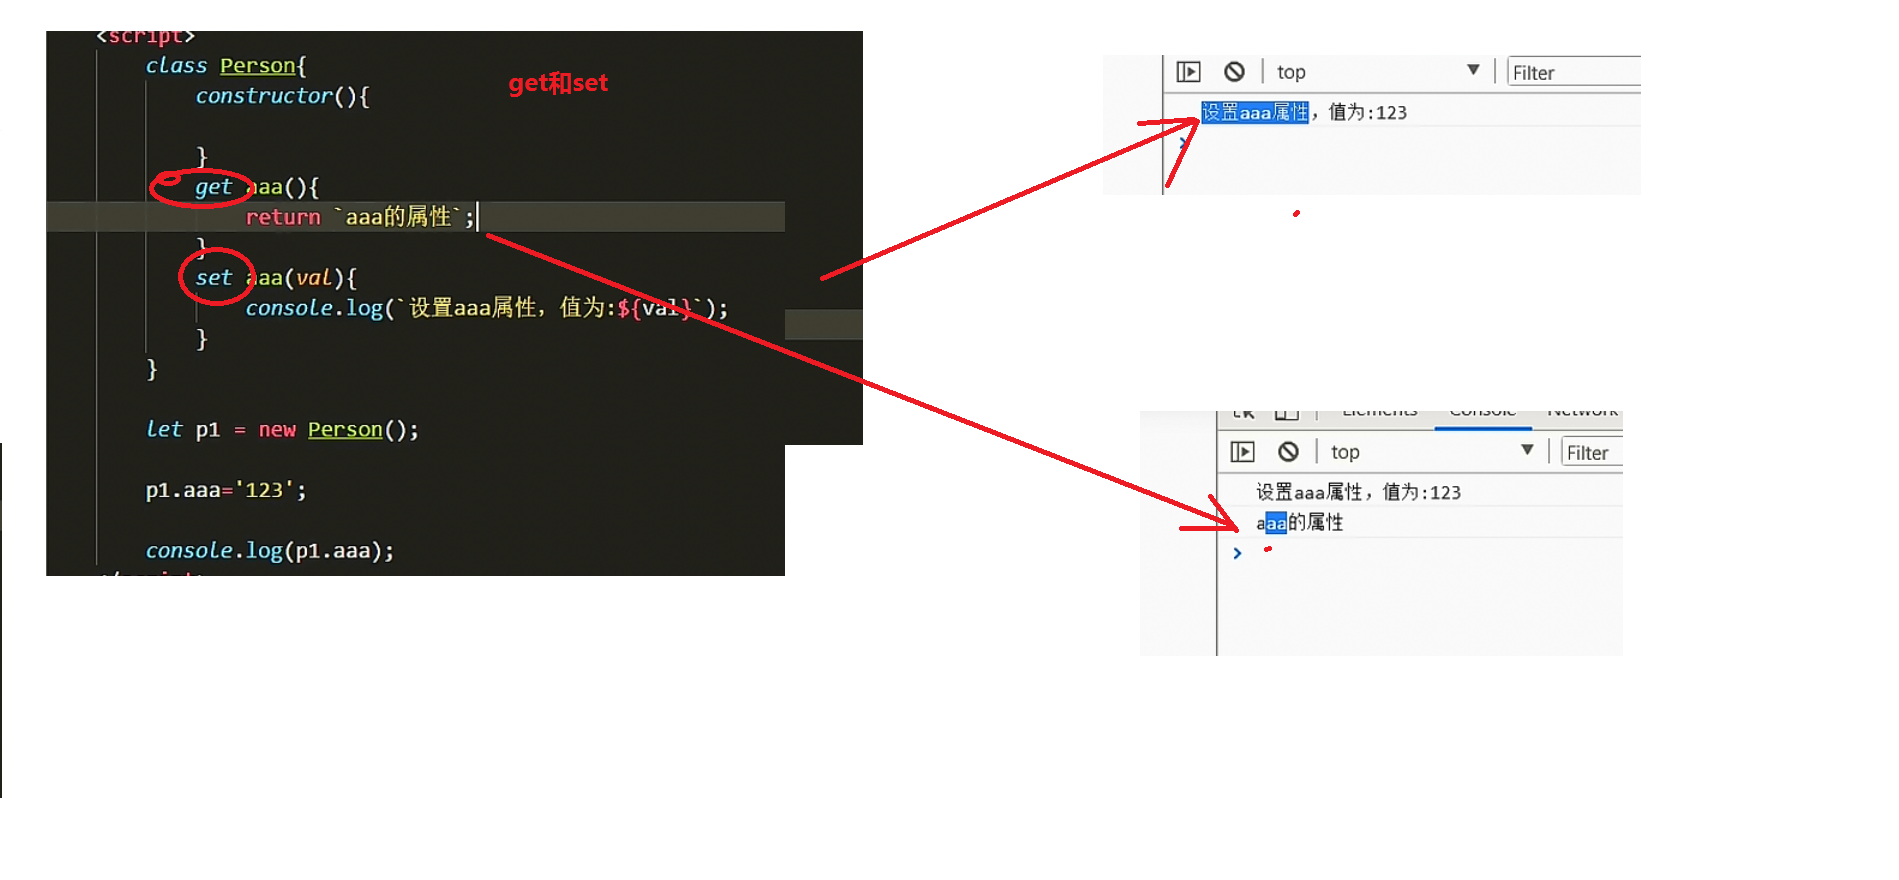 <script>
class Person{
constructor(){
}
get aaa(){
return `aaa的属性`;
}
set aaa(val){
console.log(`设置aaa属性，值为:${val}`);
}
}
let p1 = new Person();
p1.aaa='123';
console.log(p1.aaa);
</script>
get和set
top
Filter
设置aaa属性，值为:123
Elements Console Network
top
Filter
设置aaa属性，值为:123
aaa的属性